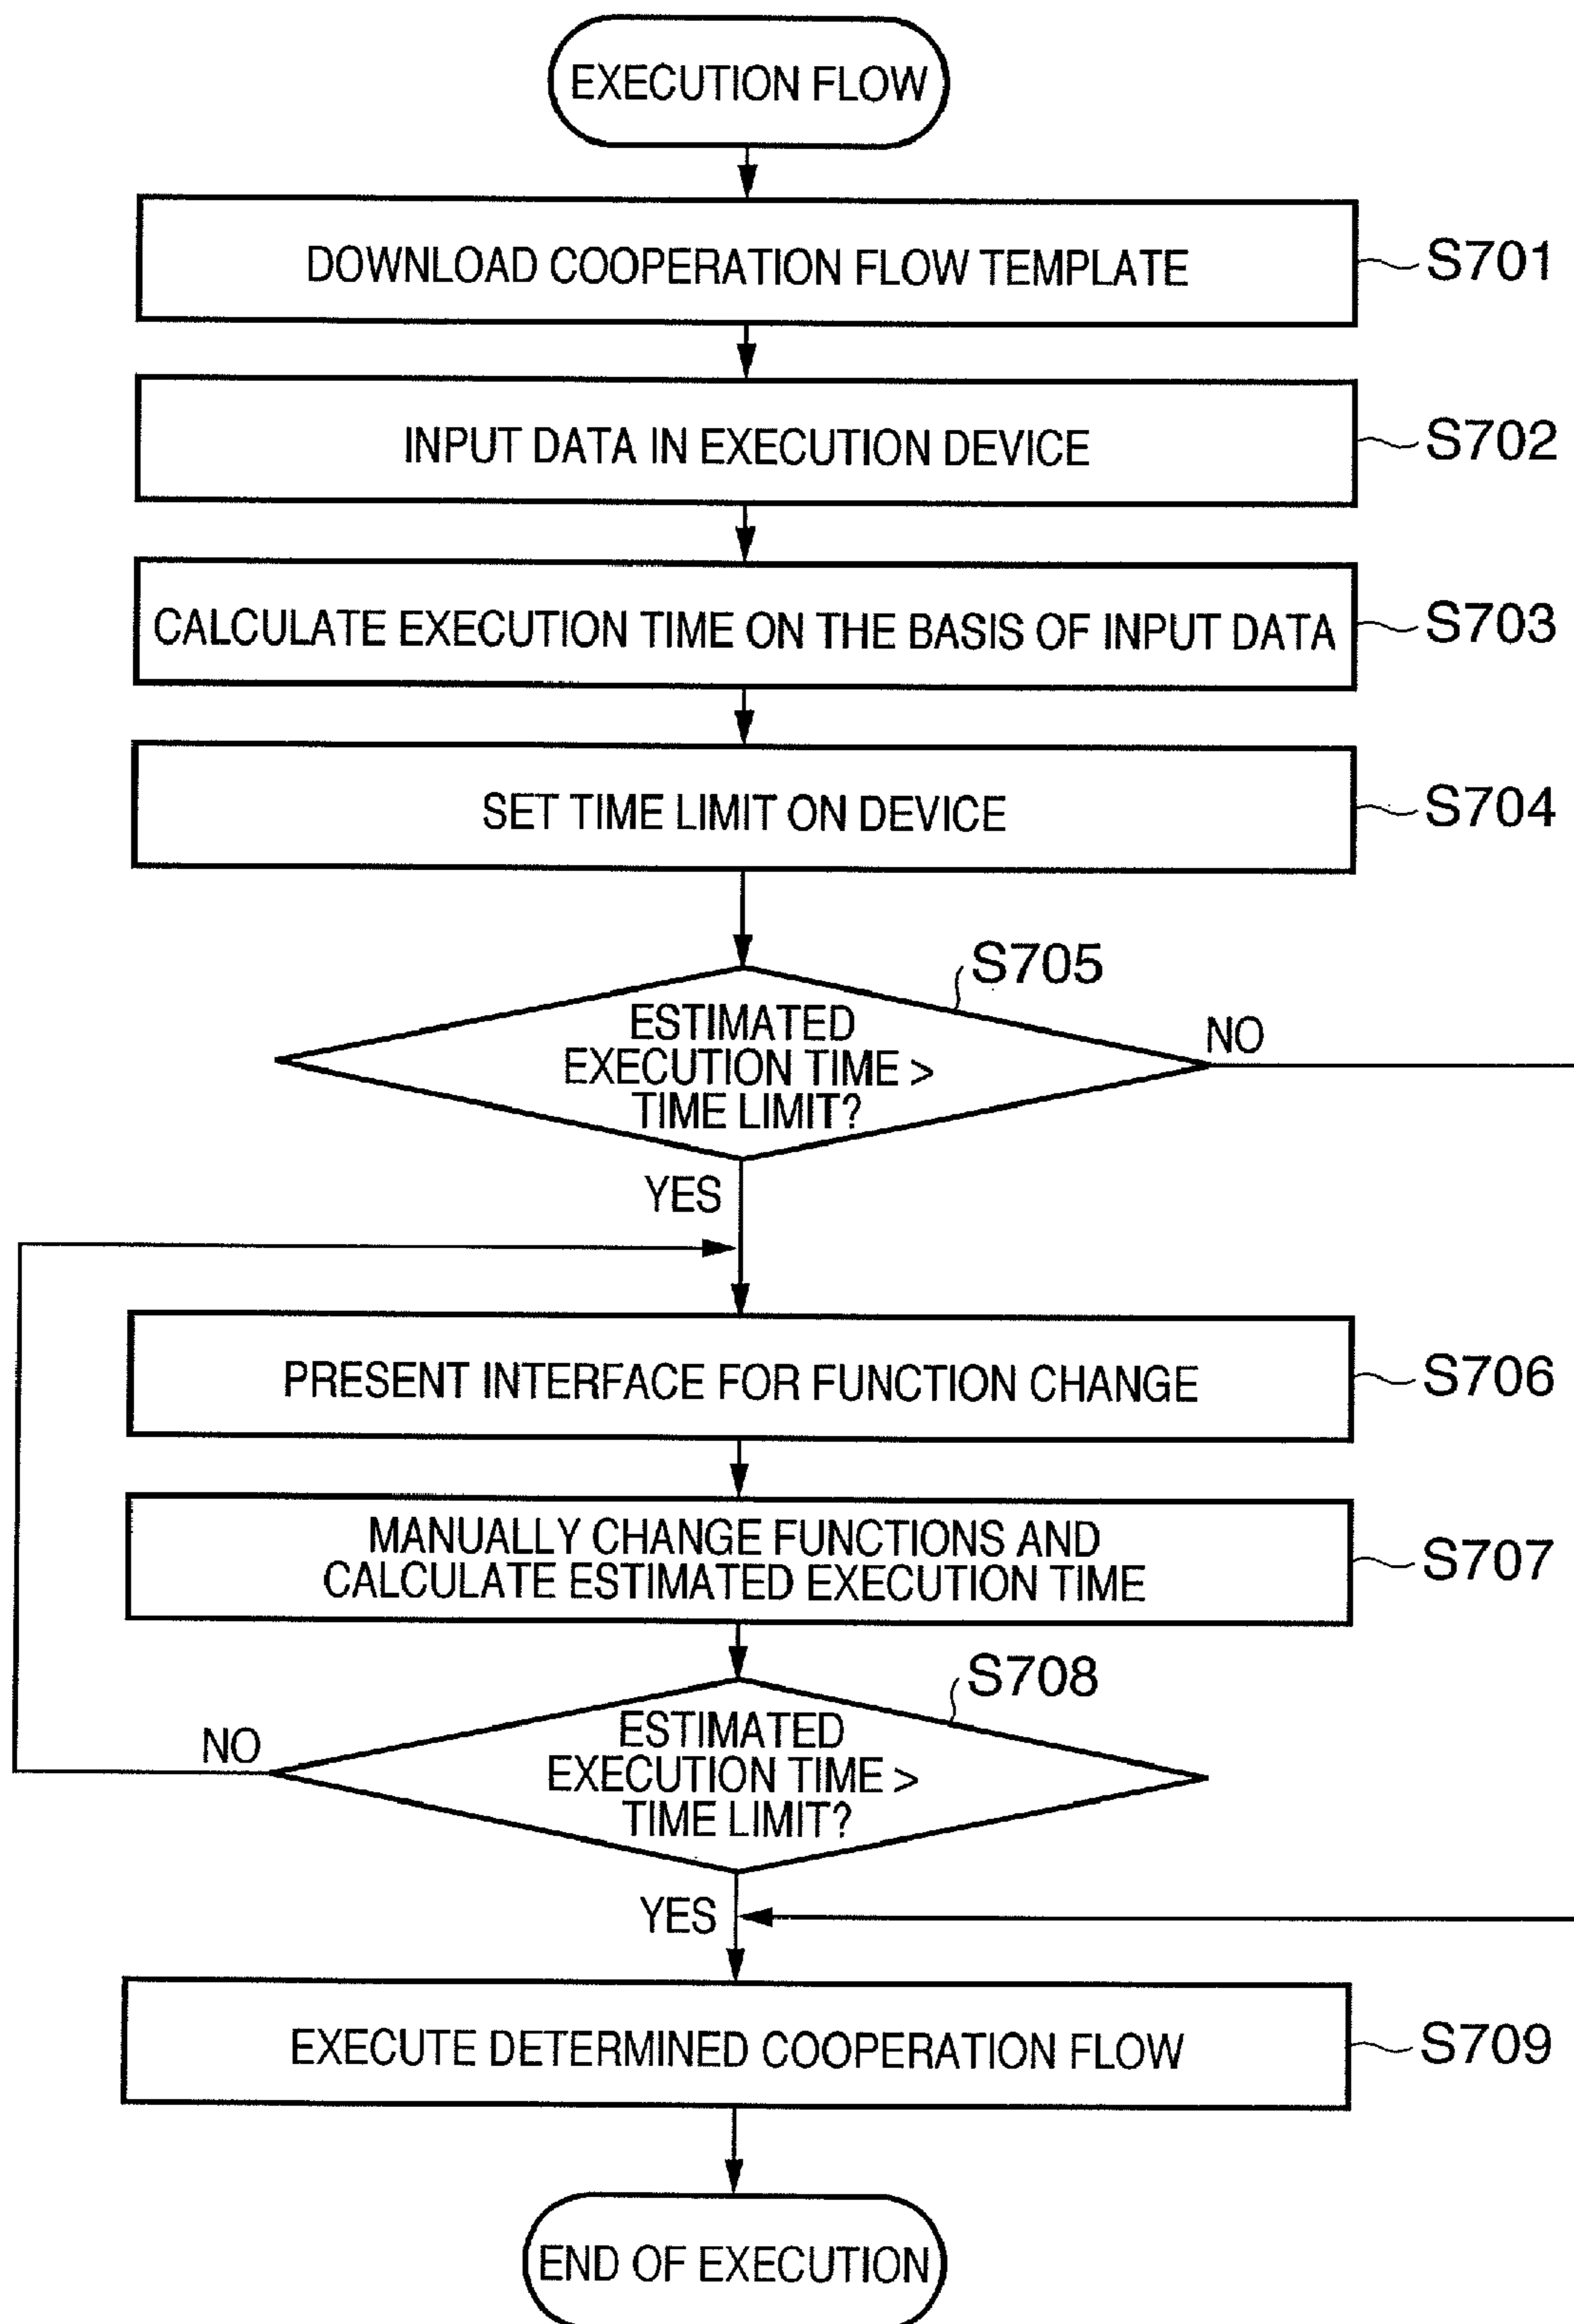 EXECUTION FLOW
DOWNLOAD COOPERATION FLOW TEMPLATE
S701
INPUT DATA IN EXECUTION DEVICE
S702
CALCULATE EXECUTION TIME ON THE BASIS OF INPUT DATA
S703
SET TIME LIMIT ON DEVICE
S704
S705
ESTIMATED
EXECUTION TIME >
TIME LIMIT?
NO
YES
PRESENT INTERFACE FOR FUNCTION CHANGE
S706
MANUALLY CHANGE FUNCTIONS AND
CALCULATE ESTIMATED EXECUTION TIME
S707
S708
ESTIMATED
EXECUTION TIME >
TIME LIMIT?
NO
YES
EXECUTE DETERMINED COOPERATION FLOW
S709
END OF EXECUTION